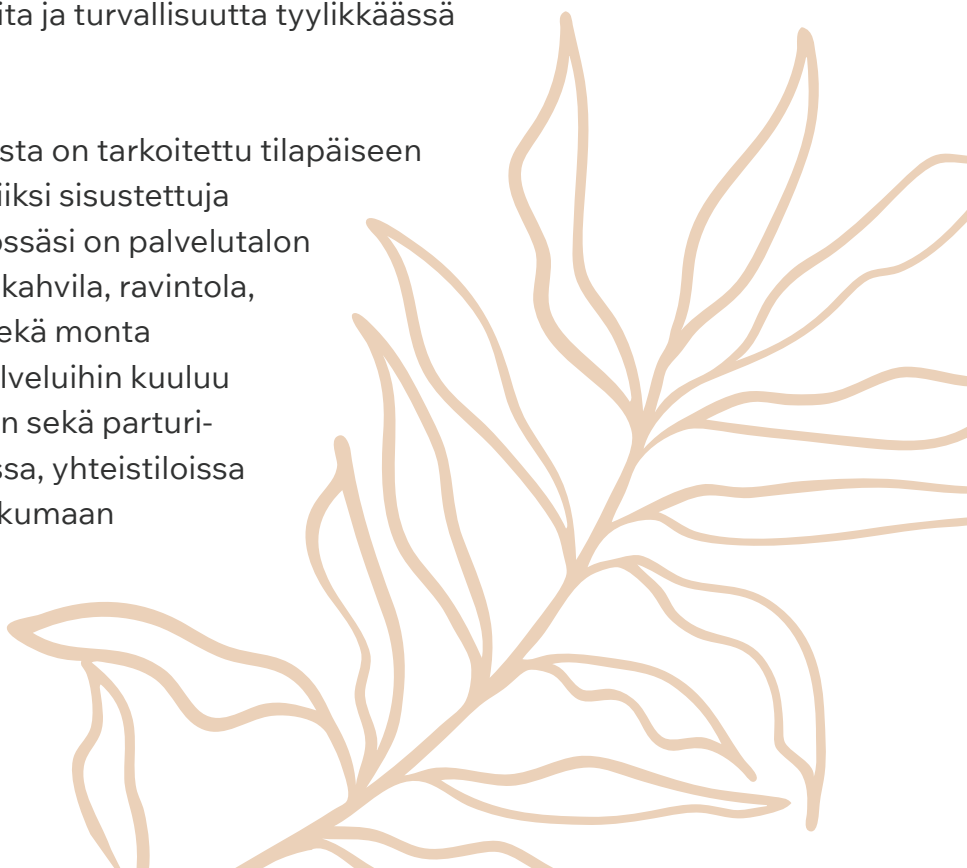 ita ja turvallisuutta tyylikkäässä
sta on tarkoitettu tilapäiseen
iiksi sisustettuja
össäsi on palvelutalon
kahvila, ravintola,
ekä monta
lveluihin kuuluu
n sekä parturi-
ssa, yhteistiloissa
kumaan